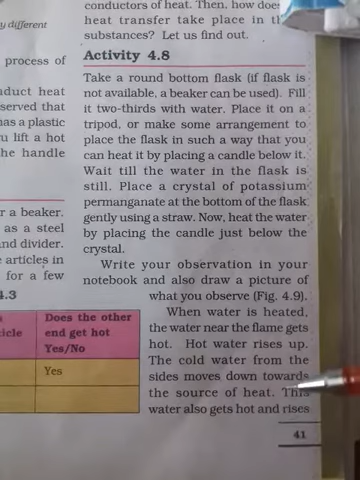 y different
process of
duct heat
served that
as a plastic
u lift a hot
he handle
r a beaker.
as a steel
nd divider.
articles in
for a few
4.3
cle
Does the other
end get hot
Yes/No
Yes
conductors of heat. Then, how does
heat transfer take place in
substances? Let us find out.
Activity 4.8
Take a round bottom flask (if flask is
not available, a beaker can be used). Fill
it two-thirds with water. Place it on a
tripod, or make some arrangement to
place the flask in such a way that you
can heat it by placing a candle below it.
Wait till the water in the flask is
still. Place a crystal of potassium
permanganate at the bottom of the flask
gently using a straw. Now, heat the water
by placing the candle just below the
crystal.
Write your observation in your
notebook and also draw a picture of
what you observe (Fig. 4.9).
When water is heated,
the water near the flame gets
hot. Hot water rises up.
The cold water from the
sides moves down towards
the source of heat. This
water also gets hot and rises
41